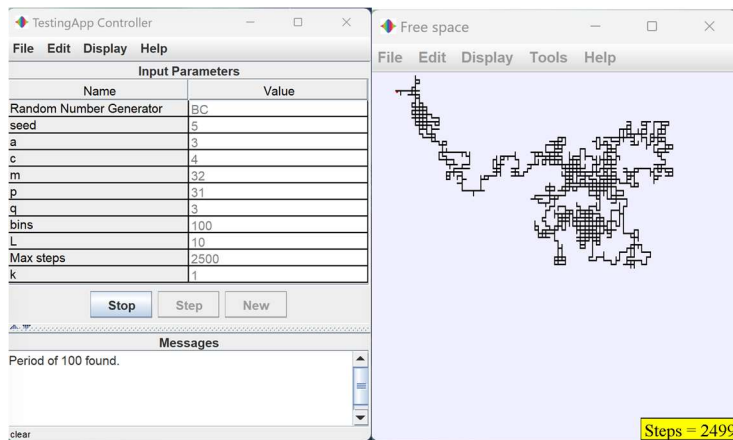 TestingApp Controller
File Edit Display Help
Input Parameters
Name Value
Random Number Generator BC
seed 5
a 3
c 4
m 32
p 31
q 3
bins 100
L 10
Max steps 2500
k 1
Stop Step New
Messages
Period of 100 found.
clear
Free space
File Edit Display Tools Help
Steps = 2499